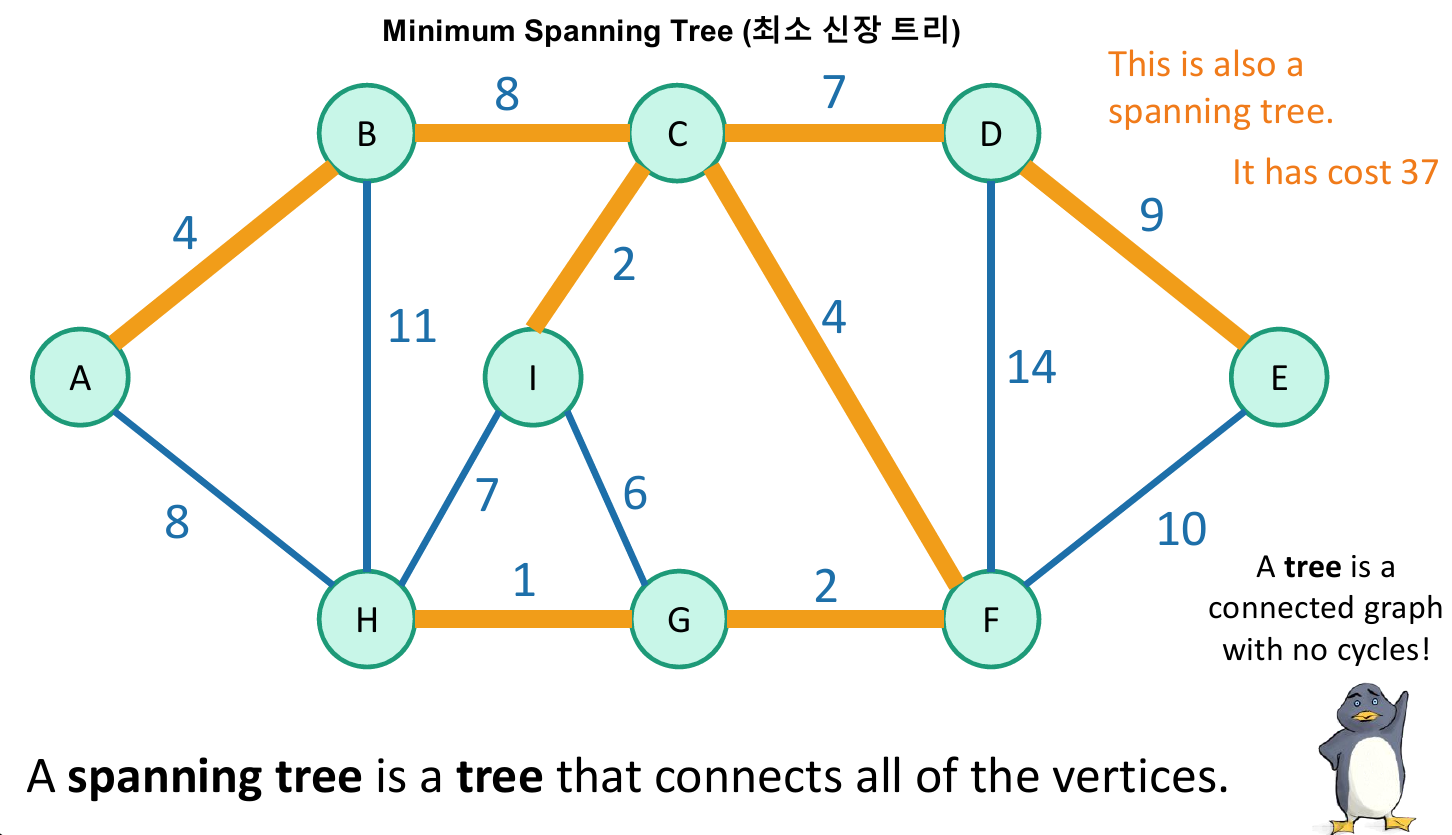 Minimum Spanning Tree (최소 신장 트리)
This is also a
spanning tree.
It has cost 37
8
7
B
C
D
4
2
9
11
4
14
A
I
E
8
7
6
10
1
2
H
G
F
A tree is a
connected graph
with no cycles!
A spanning tree is a tree that connects all of the vertices.